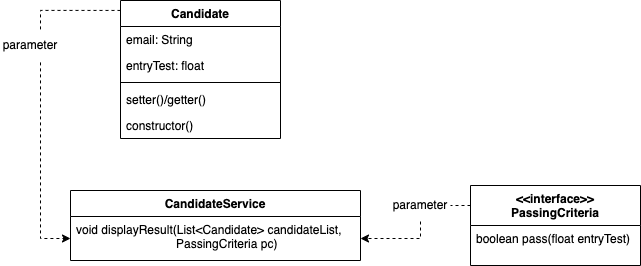 Candidate
email: String
parameter
entryTest: float
setter()/getter()
constructor()
CandidateService
void displayResult(List<Candidate> candidateList,
PassingCriteria pc)
parameter
<<interface>>
PassingCriteria
boolean pass(float entryTest)